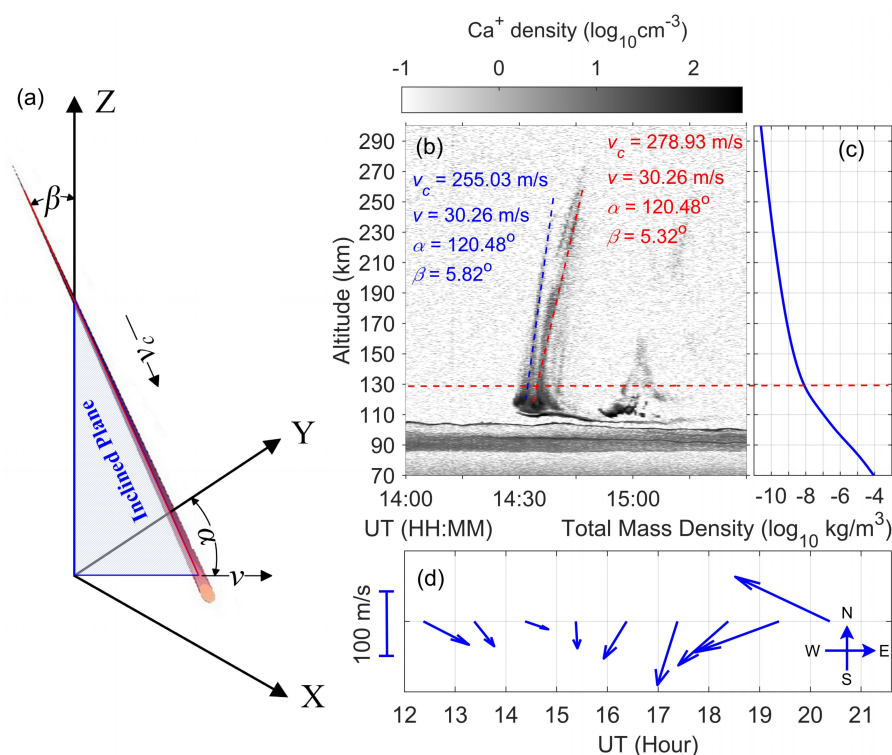 Ca⁺ density (log₁₀cm⁻³)
-1 0 1 2
(a)
Z
β
v_c
Inclined Plane
Y
α
v
X
(b)
v_c = 255.03 m/s
v = 30.26 m/s
α = 120.48°
β = 5.82°
v_c = 278.93 m/s
v = 30.26 m/s
α = 120.48°
β = 5.32°
Altitude (km)
290
270
250
230
210
190
170
150
130
110
90
70
14:00 14:30 15:00
UT (HH:MM)
(c)
-10 -8 -6 -4
Total Mass Density (log₁₀ kg/m³)
(d)
100 m/s
N
W E
S
12 13 14 15 16 17 18 19 20 21
UT (Hour)